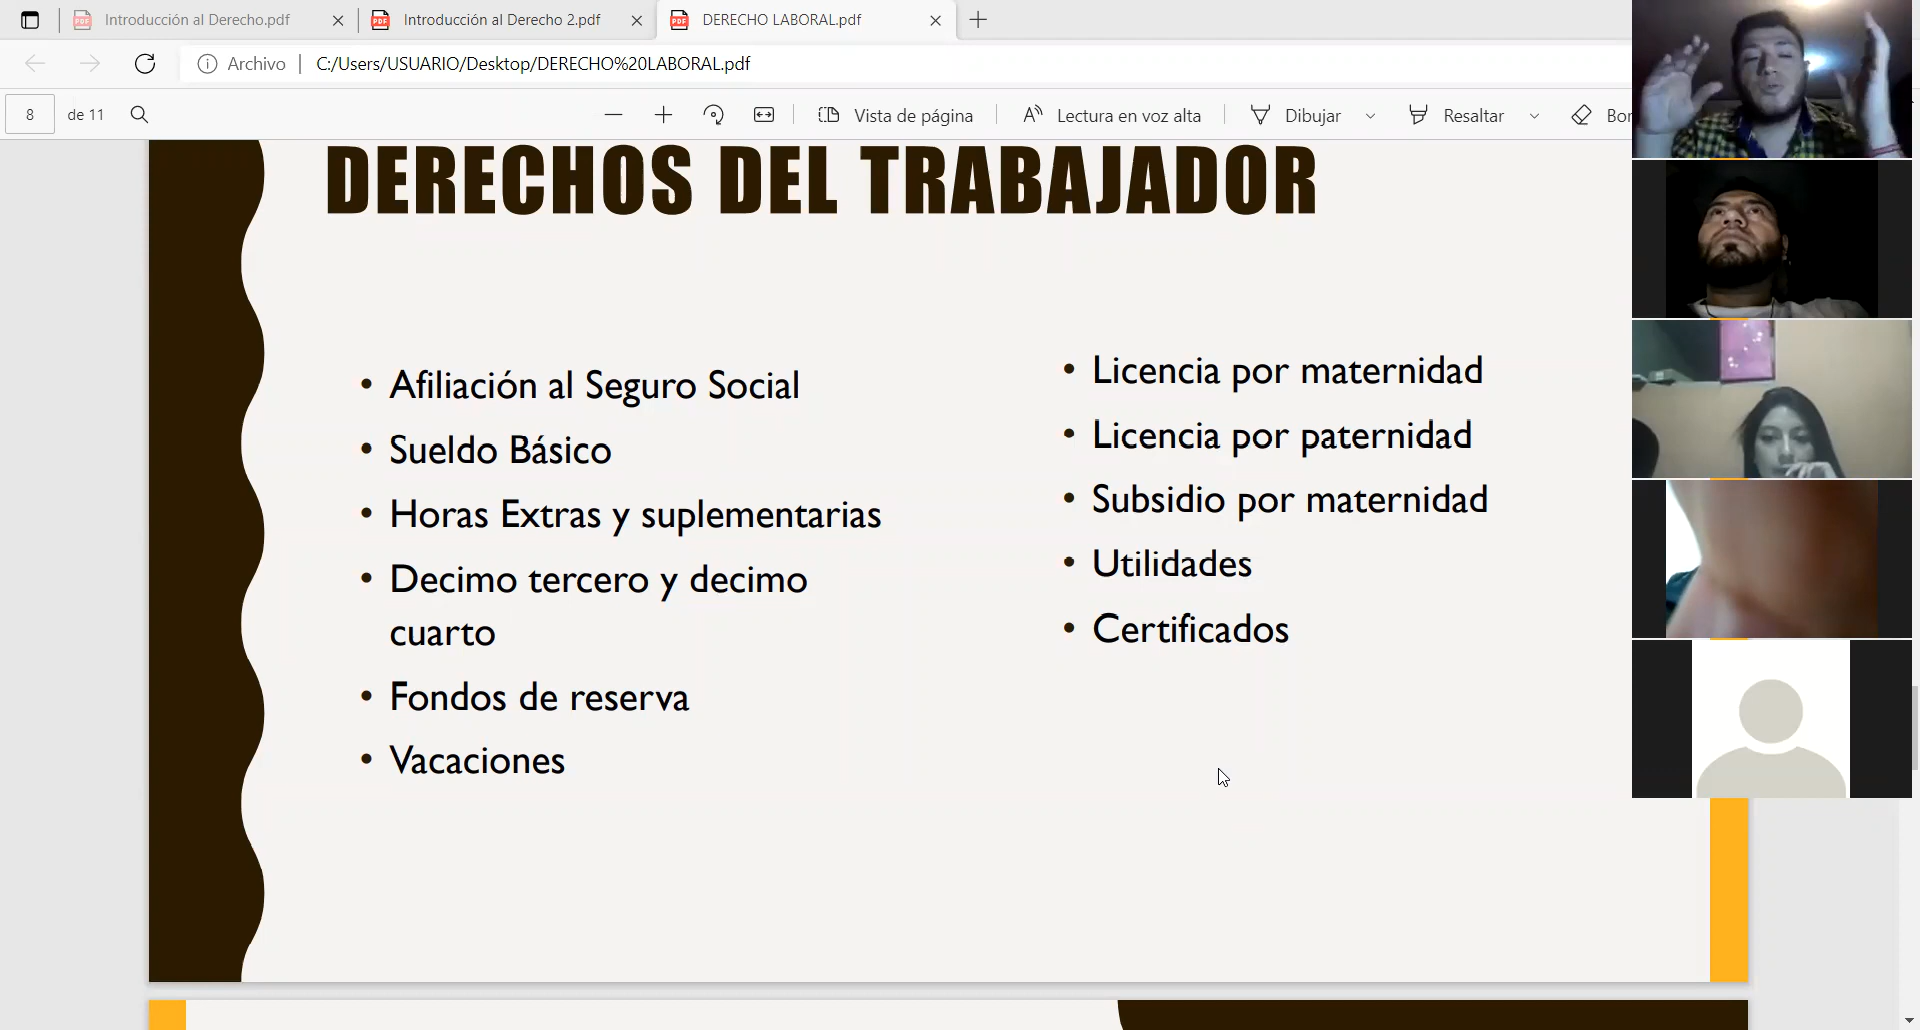 Introducción al Derecho.pdf
Introducción al Derecho 2.pdf
DERECHO LABORAL.pdf
Archivo
C:/Users/USUARIO/Desktop/DERECHO%20LABORAL.pdf
8 de 11
Vista de página
Lectura en voz alta
Dibujar
Resaltar
Bor
DERECHOS DEL TRABAJADOR
• Afiliación al Seguro Social
• Sueldo Básico
• Horas Extras y suplementarias
• Decimo tercero y decimo
cuarto
• Fondos de reserva
• Vacaciones
• Licencia por maternidad
• Licencia por paternidad
• Subsidio por maternidad
• Utilidades
• Certificados